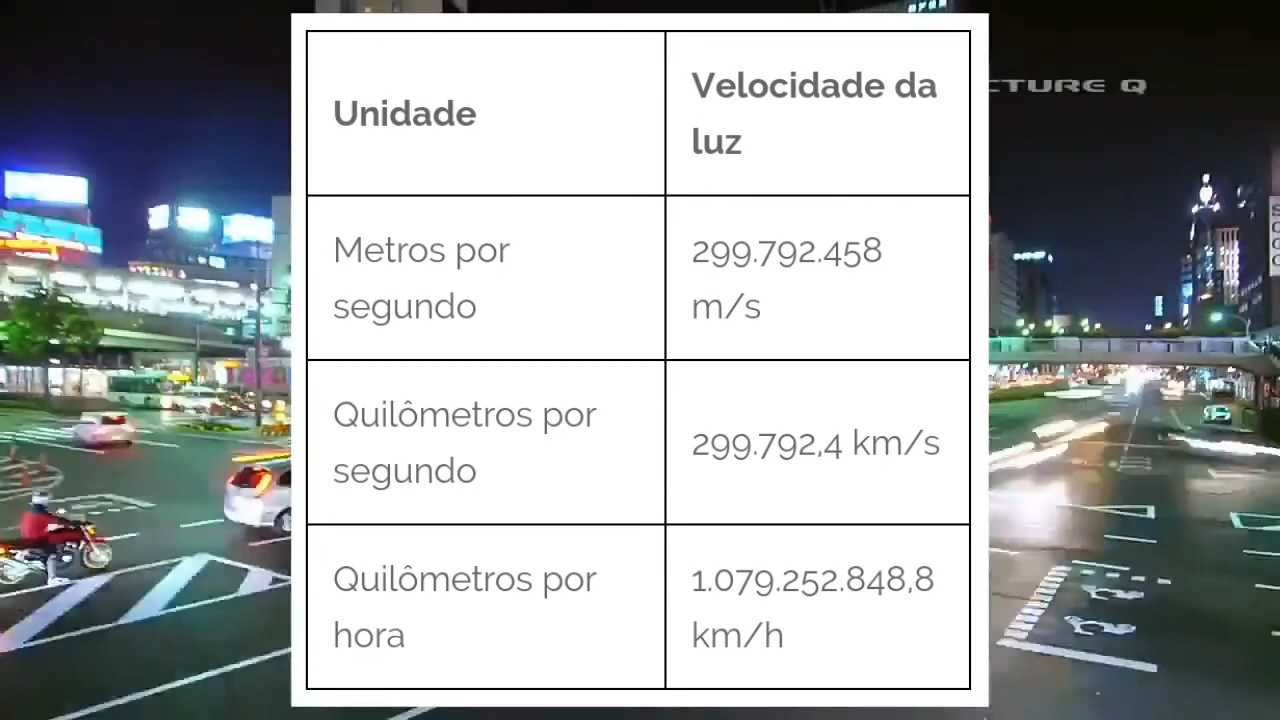 Unidade
Velocidade da
luz
Metros por
segundo
299.792.458
m/s
Quilômetros por
segundo
299.792,4 km/s
Quilômetros por
hora
1.079.252.848,8
km/h
CTURE Q